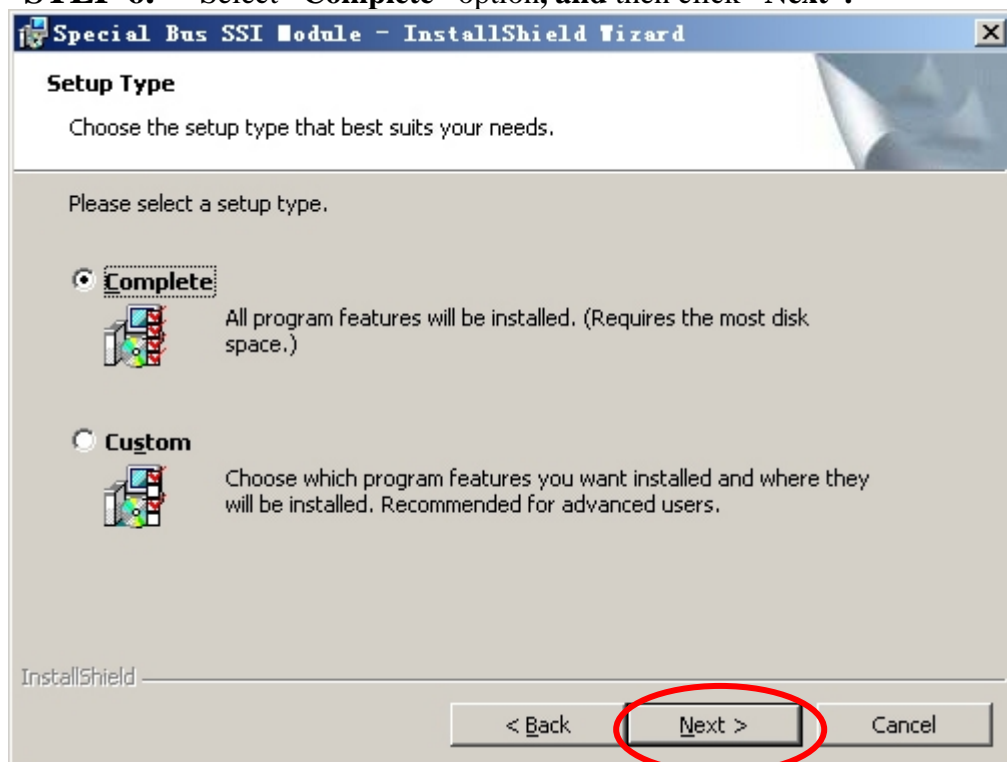 STEP 6: Select "Complete" option, and then click "Next".
Special Bus SSI Module - InstallShield Wizard
Setup Type
Choose the setup type that best suits your needs.
Please select a setup type.
Complete
All program features will be installed. (Requires the most disk
space.)
Custom
Choose which program features you want installed and where they
will be installed. Recommended for advanced users.
InstallShield
< Back Next > Cancel